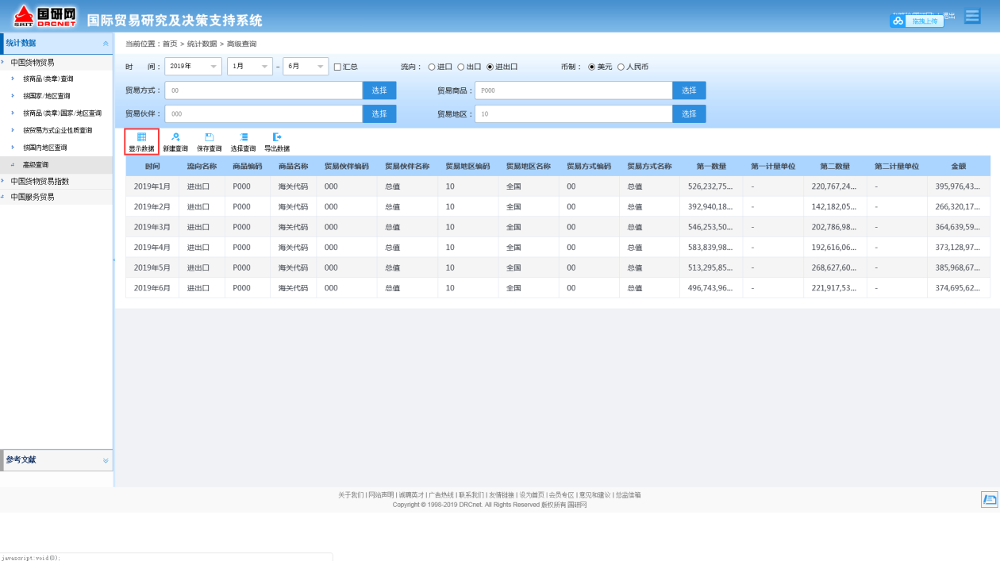 国研网
SRIT DRCNET
国际贸易研究及决策支持系统
拖拽上传
统计数据
中国货物贸易
按商品(类章)查询
按国家/地区查询
按商品(类章)国家/地区查询
按贸易方式企业性质查询
按国内地区查询
高级查询
中国货物贸易指数
中国服务贸易
参考文献
当前位置：首页 > 统计数据 > 高级查询
时 间： 2019年 1月 - 6月 汇总 流向： 进口 出口 进出口 币制： 美元 人民币
贸易方式： 00 选择 贸易商品： P000 选择
贸易伙伴： 000 选择 贸易地区： 10 选择
显示数据 新建查询 保存查询 选择查询 导出数据
时间 流向名称 商品编码 商品名称 贸易伙伴编码 贸易伙伴名称 贸易地区编码 贸易地区名称 贸易方式编码 贸易方式名称 第一数量 第一计量单位 第二数量 第二计量单位 金额
2019年1月 进出口 P000 海关代码 000 总值 10 全国 00 总值 526,232,75... - 220,767,24... - 395,976,43...
2019年2月 进出口 P000 海关代码 000 总值 10 全国 00 总值 392,940,18... - 142,182,05... - 266,320,17...
2019年3月 进出口 P000 海关代码 000 总值 10 全国 00 总值 546,253,50... - 202,786,98... - 364,639,59...
2019年4月 进出口 P000 海关代码 000 总值 10 全国 00 总值 583,839,98... - 192,616,06... - 373,128,97...
2019年5月 进出口 P000 海关代码 000 总值 10 全国 00 总值 513,295,85... - 268,627,60... - 385,968,67...
2019年6月 进出口 P000 海关代码 000 总值 10 全国 00 总值 496,743,96... - 221,917,53... - 374,695,62...
关于我们 | 网站声明 | 诚聘英才 | 广告热线 | 联系我们 | 友情链接 | 设为首页 | 会员专区 | 意见和建议 | 总监信箱
Copyright © 1998-2019 DRCnet. All Rights Reserved 版权所有 国研网
javascript:void(0);